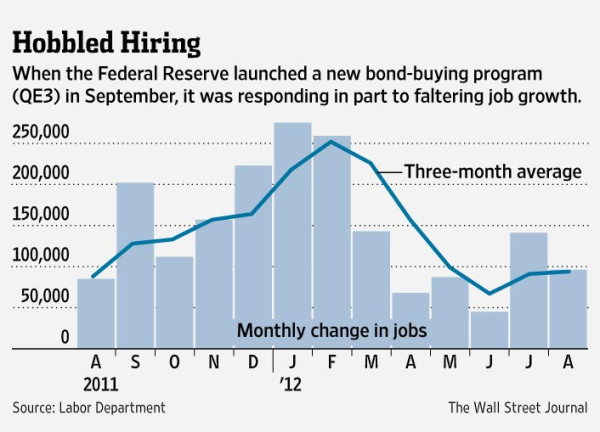 Hobbled Hiring
When the Federal Reserve launched a new bond-buying program
(QE3) in September, it was responding in part to faltering job growth.
250,000
200,000
Three-month average
150,000
100,000
50,000
Monthly change in jobs
0
A S O N D J F M A M J J A
2011 '12
Source: Labor Department The Wall Street Journal